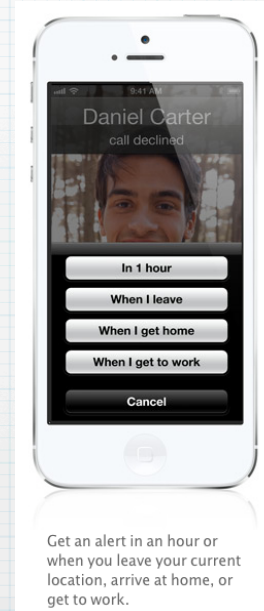 9:41 AM
Daniel Carter
call declined
In 1 hour
When I leave
When I get home
When I get to work
Cancel
Get an alert in an hour or
when you leave your current
location, arrive at home, or
get to work.